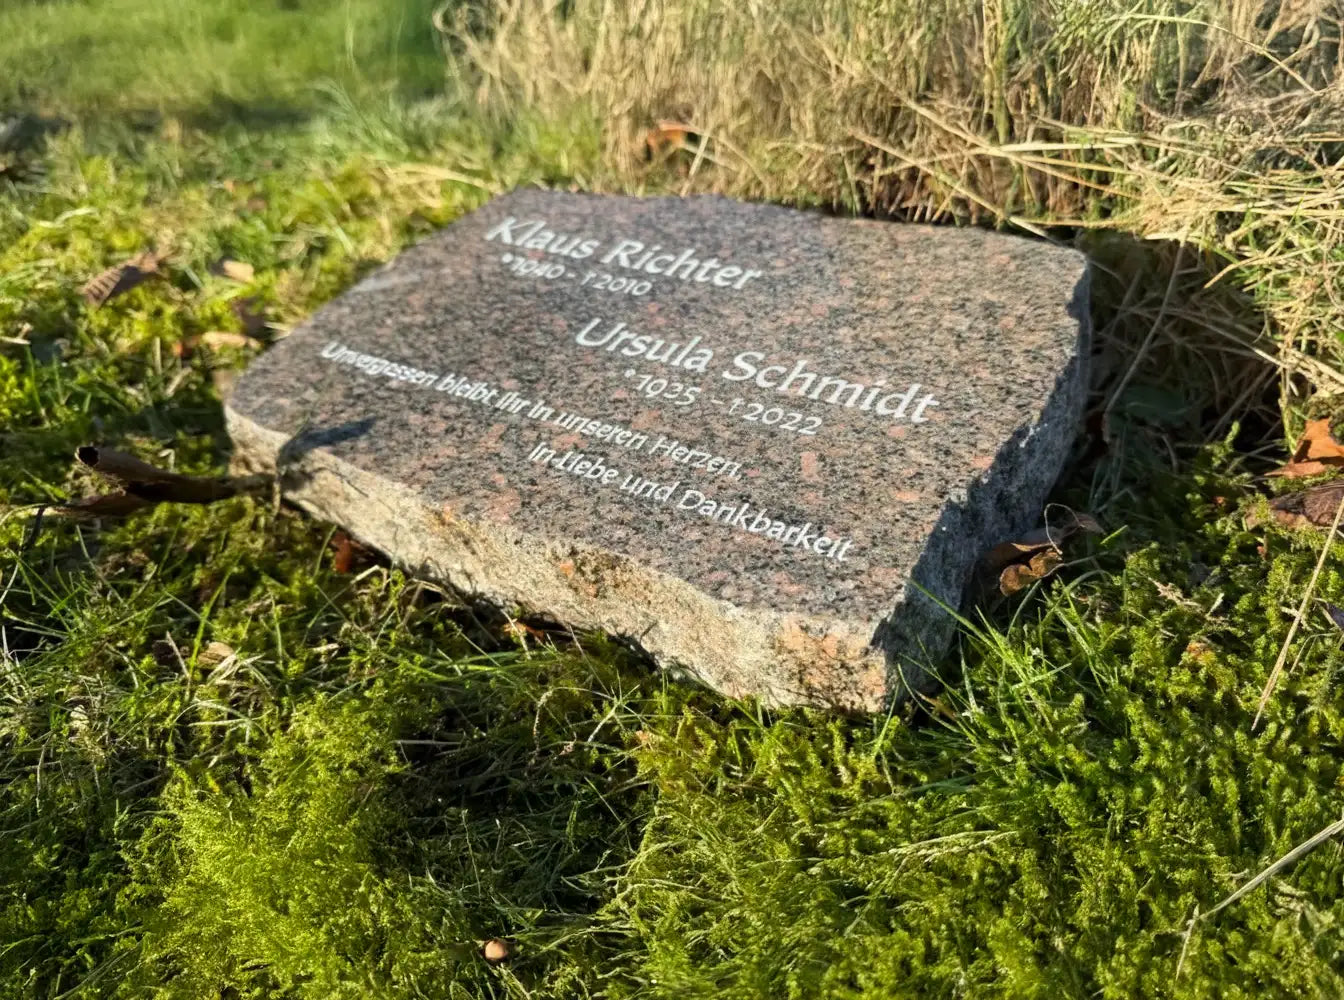 Klaus Richter
*1940 - †2010
Ursula Schmidt
*1935 - †2022
Unvergessen bleibt Ihr in unseren Herzen.
In Liebe und Dankbarkeit